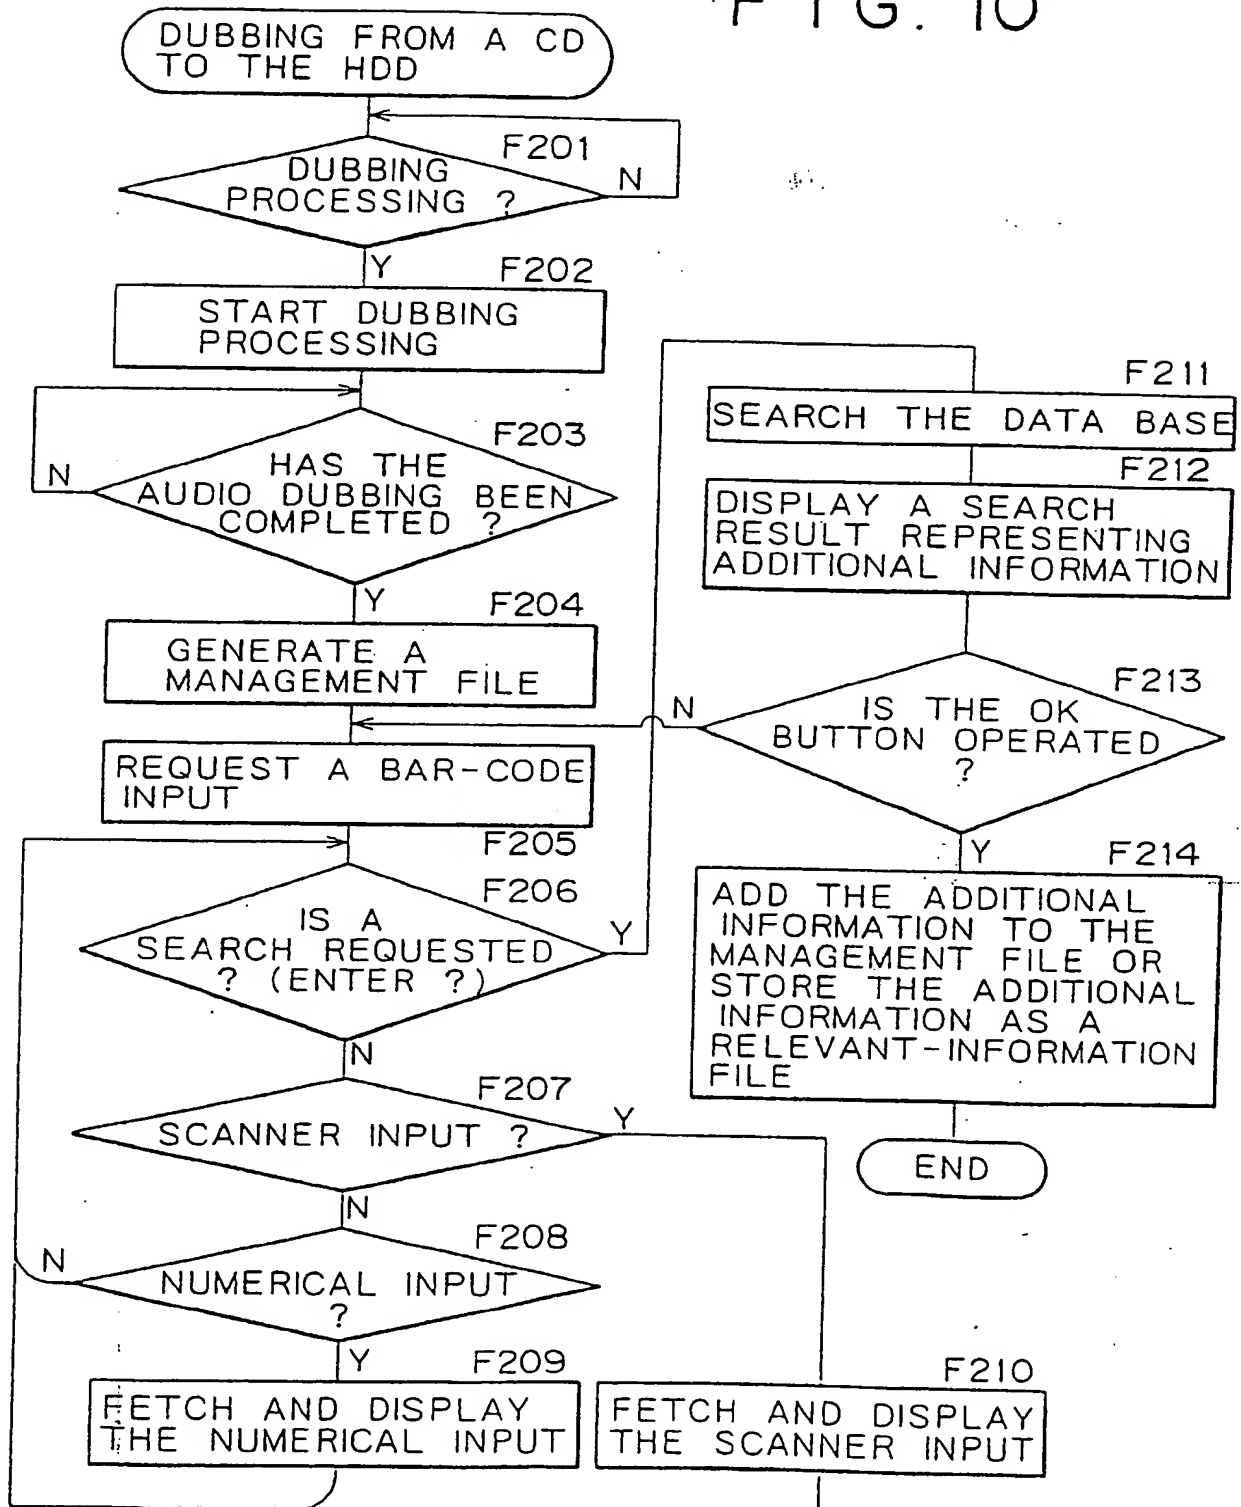 FIG. 10
DUBBING FROM A CD
TO THE HDD
F201
DUBBING
PROCESSING ?
N
Y
F202
START DUBBING
PROCESSING
F203
HAS THE
AUDIO DUBBING BEEN
COMPLETED ?
N
Y
F204
GENERATE A
MANAGEMENT FILE
REQUEST A BAR-CODE
INPUT
F205
F206
IS A
SEARCH REQUESTED
? (ENTER ?)
Y
N
F207
SCANNER INPUT ?
Y
N
F208
NUMERICAL INPUT
?
N
Y
F209
FETCH AND DISPLAY
THE NUMERICAL INPUT
F210
FETCH AND DISPLAY
THE SCANNER INPUT
F211
SEARCH THE DATA BASE
F212
DISPLAY A SEARCH
RESULT REPRESENTING
ADDITIONAL INFORMATION
F213
IS THE OK
BUTTON OPERATED
?
N
Y
F214
ADD THE ADDITIONAL
INFORMATION TO THE
MANAGEMENT FILE OR
STORE THE ADDITIONAL
INFORMATION AS A
RELEVANT-INFORMATION
FILE
END